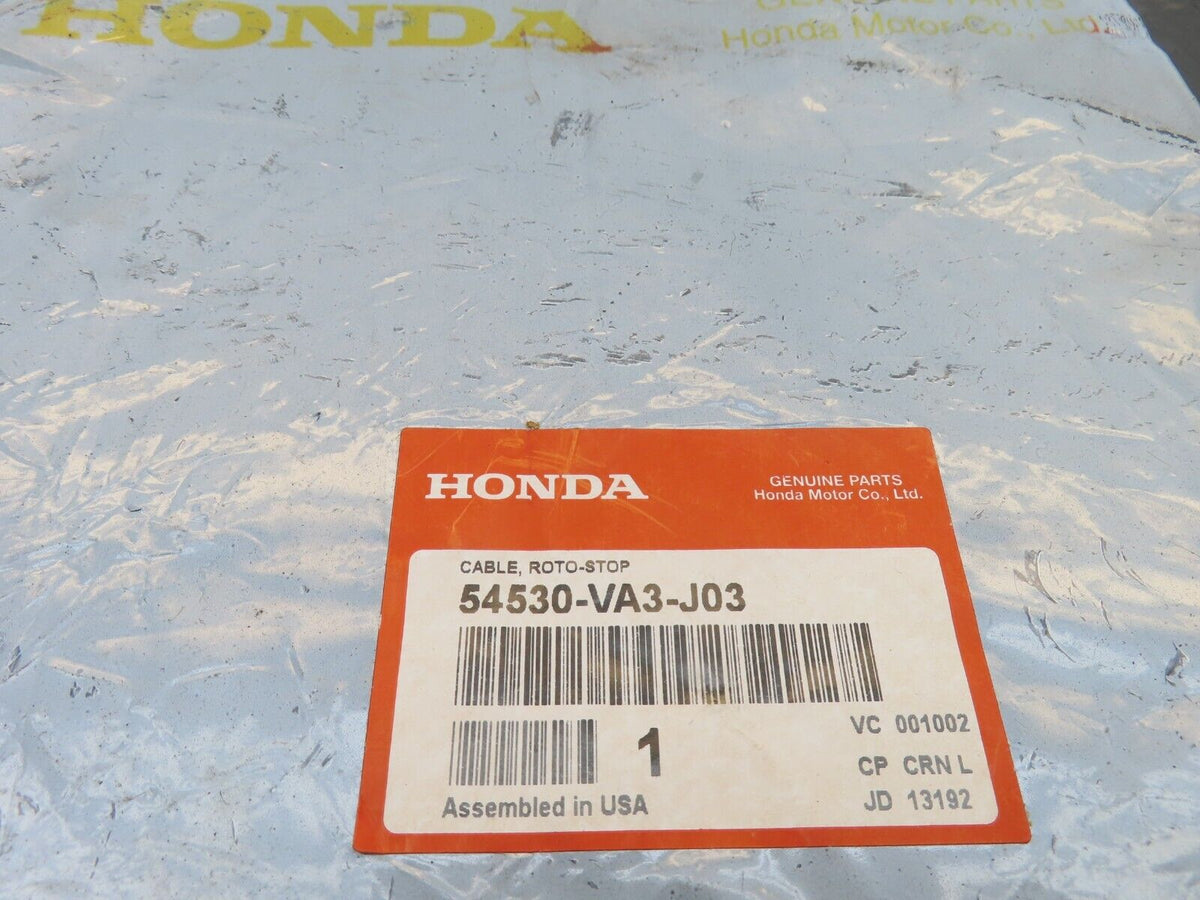 HONDA
GENUINE PARTS
Honda Motor Co., Ltd.
HONDA
GENUINE PARTS
Honda Motor Co., Ltd.
CABLE, ROTO-STOP
54530-VA3-J03
1
VC 001002
CP CRN L
JD 13192
Assembled in USA